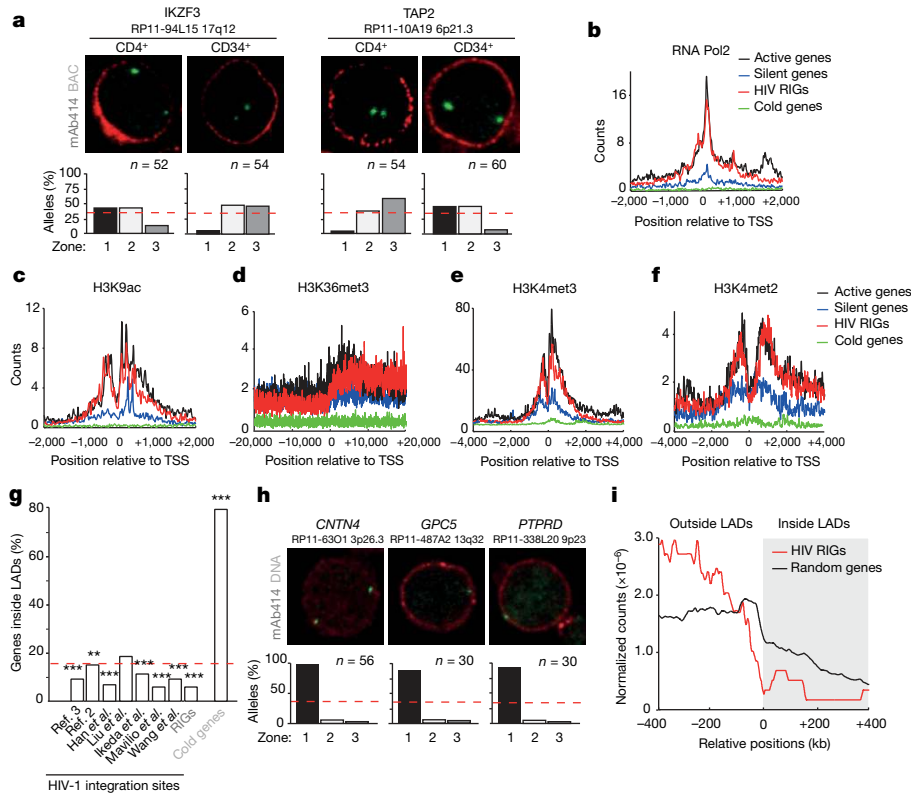 a
IKZF3
RP11-94L15 17q12
CD4+ CD34+
TAP2
RP11-10A19 6p21.3
CD4+ CD34+
mAb414 BAC
n = 52 n = 54 n = 54 n = 60
Alleles (%)
100
75
50
25
0
Zone: 1 2 3 1 2 3 1 2 3 1 2 3
b
RNA Pol2
Active genes
Silent genes
HIV RIGs
Cold genes
Counts
16
8
0
−2,000 −1,000 0 +1,000 +2,000
Position relative to TSS
c
H3K9ac
Counts
12
8
4
0
−2,000 −1,000 0 +1,000 +2,000
Position relative to TSS
d
H3K36met3
6
4
2
0
−20,000 −10,000 0 +10,000 +20,000
Position relative to TSS
e
H3K4met3
80
40
0
−4,000 −2,000 0 +2,000 +4,000
Position relative to TSS
f
H3K4met2
4
2
0
−4,000 −2,000 0 +2,000 +4,000
Position relative to TSS
Active genes
Silent genes
HIV RIGs
Cold genes
g
Genes inside LADs (%)
80
60
40
20
0
*** ** *** *** *** *** *** ***
Ref. 3
Ref. 2
Han et al.
Liu et al.
Ikeda et al.
Mavilio et al.
Wang et al.
RIGs
Cold genes
HIV-1 integration sites
h
CNTN4 GPC5 PTPRD
RP11-63O1 3p26.3 RP11-487A2 13q32 RP11-338L20 9p23
mAb414 DNA
n = 56 n = 30 n = 30
Alleles (%)
100
50
0
Zone: 1 2 3 1 2 3 1 2 3
i
Outside LADs Inside LADs
HIV RIGs
Random genes
Normalized counts (×10−6)
3.0
2.0
1.0
0
−400 −200 0 +200 +400
Relative positions (kb)